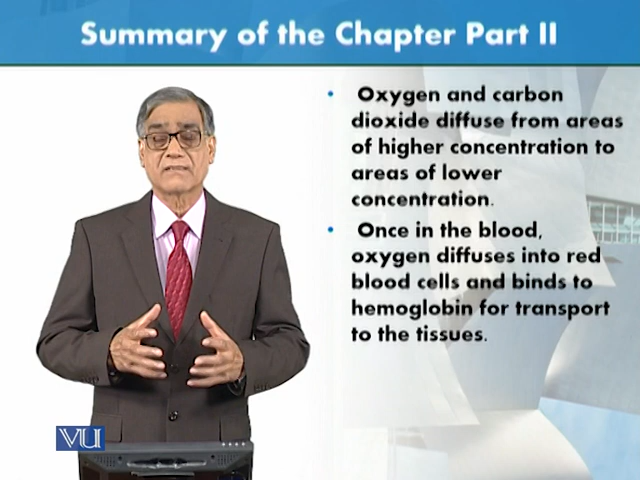 Summary of the Chapter Part II
• Oxygen and carbon
dioxide diffuse from areas
of higher concentration to
areas of lower
concentration.
• Once in the blood,
oxygen diffuses into red
blood cells and binds to
hemoglobin for transport
to the tissues.
VU